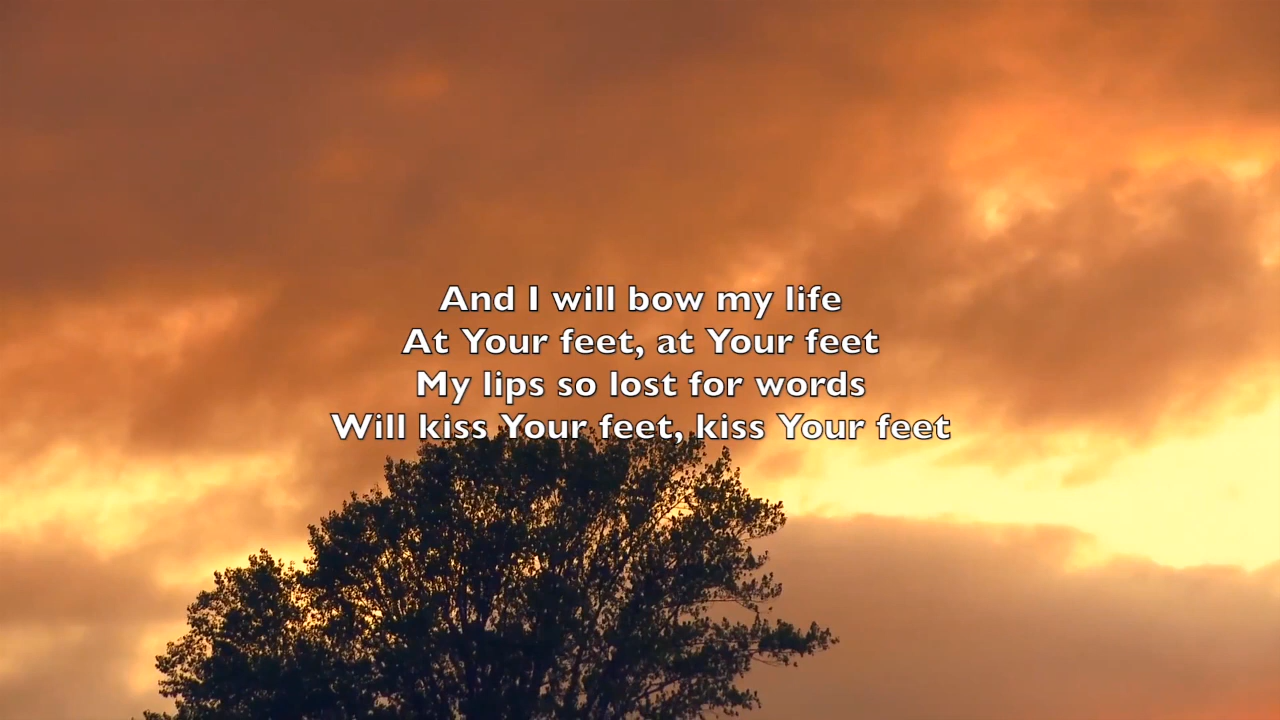 And I will bow my life
At Your feet, at Your feet
My lips so lost for words
Will kiss Your feet, kiss Your feet